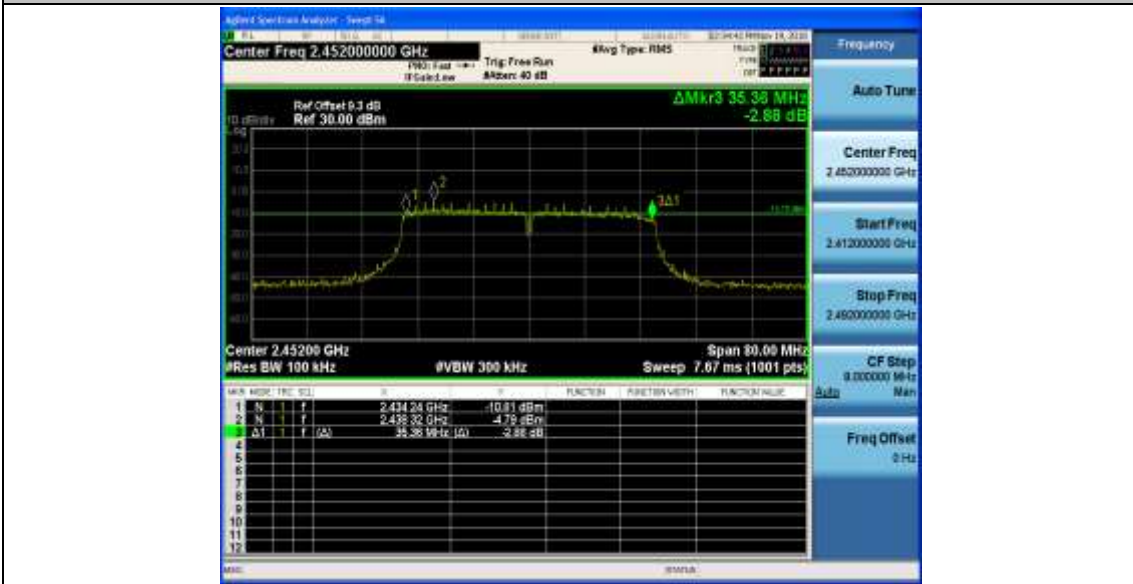 Agilent Spectrum Analyzer - Swept SA
Center Freq 2.452000000 GHz
PNO: Fast
IFGain:Low
Trig: Free Run
#Atten: 40 dB
#Avg Type: RMS
TRACE
TYPE
DET P P P P P P
Frequency
Auto Tune
ΔMkr3 35.36 MHz
-2.88 dB
Ref Offset 9.3 dB
Ref 30.00 dBm
10 dB/div
Log
1
2
3Δ1
Center Freq
2.452000000 GHz
Start Freq
2.412000000 GHz
Stop Freq
2.492000000 GHz
CF Step
8.000000 MHz
Auto Man
Freq Offset
0 Hz
Center 2.45200 GHz
Span 80.00 MHz
#Res BW 100 kHz
#VBW 300 kHz
Sweep 7.67 ms (1001 pts)
MKR MODE TRC SCL X Y FUNCTION FUNCTION WIDTH FUNCTION VALUE
1 N 1 f 2.434 24 GHz -10.81 dBm
2 N 1 f 2.438 32 GHz -4.79 dBm
3 Δ1 1 f (Δ) 35.36 MHz (Δ) -2.88 dB
4
5
6
7
8
9
10
11
12
MSG
STATUS